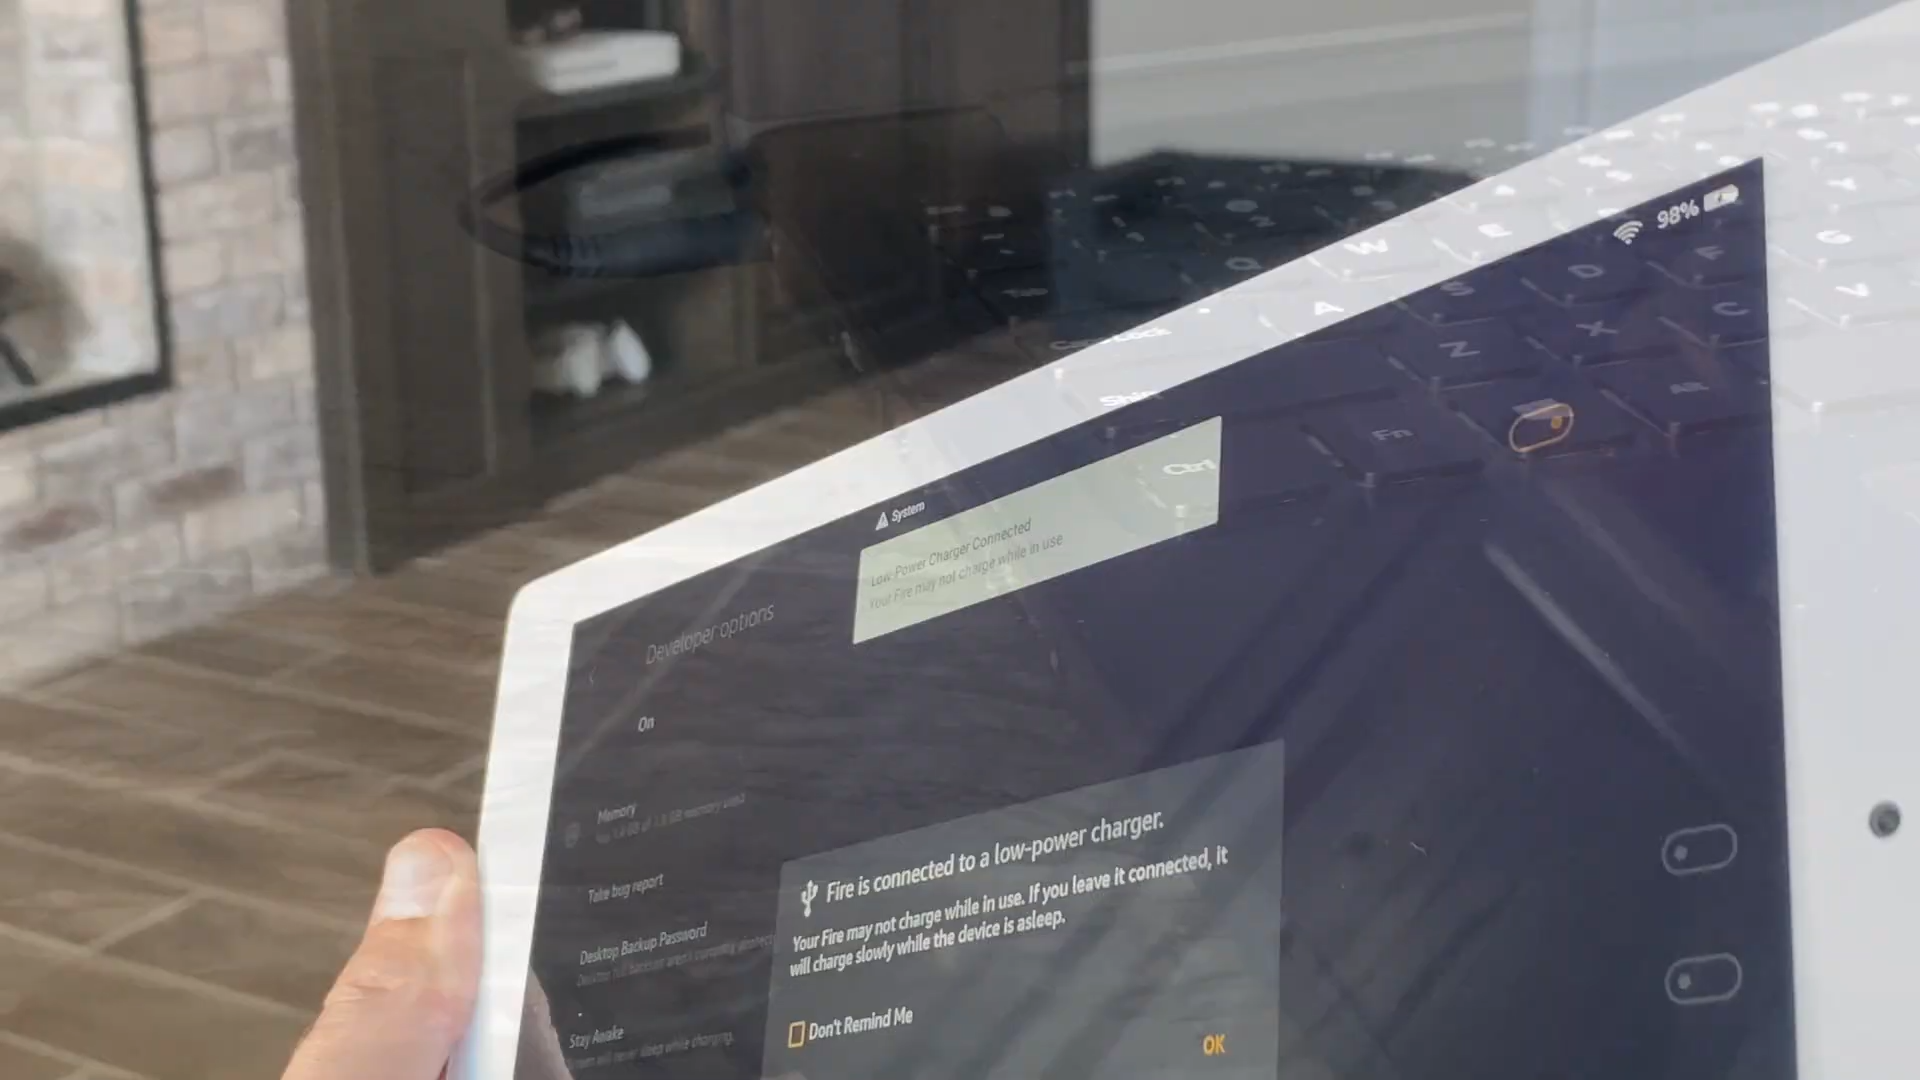 98%
System
Low-Power Charger Connected
Your Fire may not charge while in use
Developer options
On
Memory
Take bug report
Desktop Backup Password
Stay Awake
Fire is connected to a low-power charger.
Your Fire may not charge while in use. If you leave it connected, it
will charge slowly while the device is asleep.
Don't Remind Me
OK
Q W E
A S D F G
Z X C V
Ctrl Fn Alt